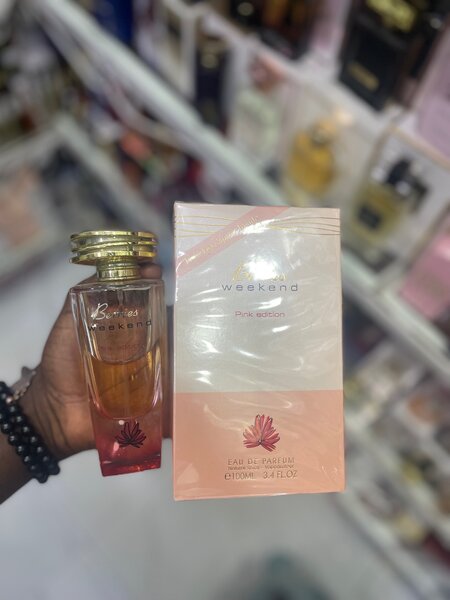 Berries
weekend
Berries
weekend
Pink edition
EAU DE PARFUM
℮100ML 3.4 FL.OZ